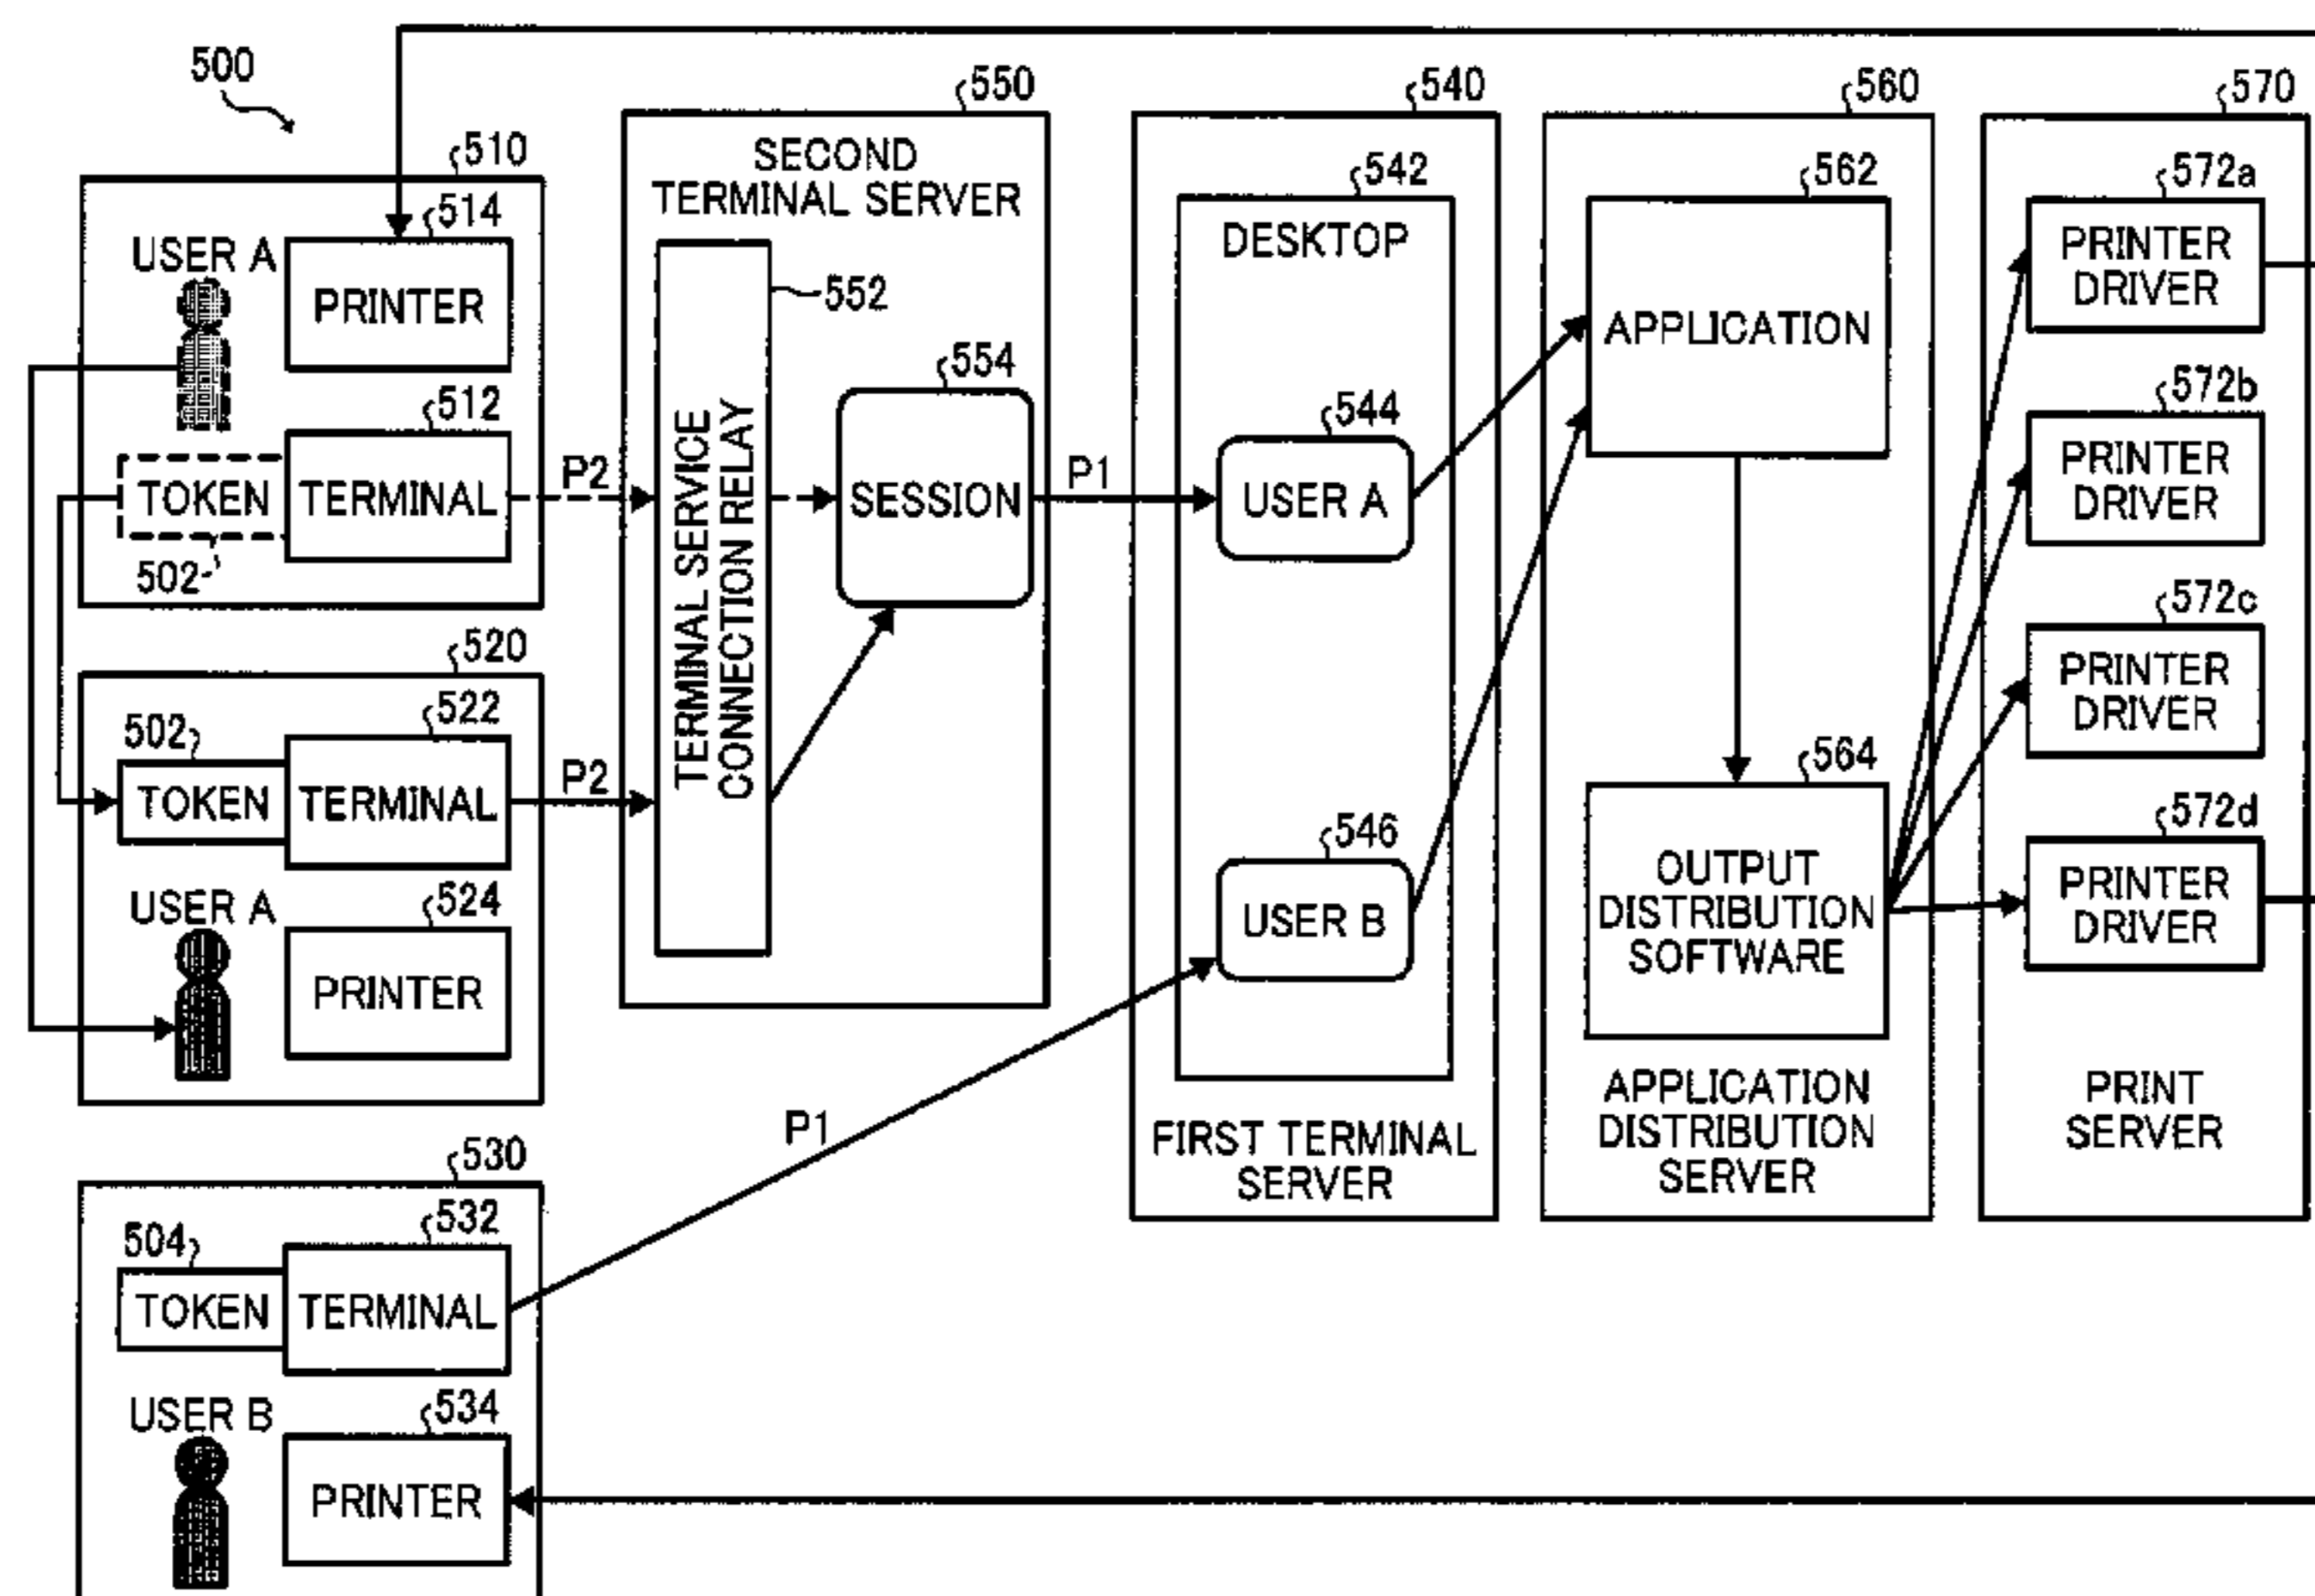 500
510
514
USER A
PRINTER
512
TOKEN
TERMINAL
502
P2
520
522
502
TOKEN
TERMINAL
P2
USER A
524
PRINTER
530
532
504
TOKEN
TERMINAL
P1
USER B
534
PRINTER
550
SECOND
TERMINAL SERVER
552
TERMINAL SERVICE
CONNECTION RELAY
554
SESSION
P1
540
542
DESKTOP
544
USER A
546
USER B
FIRST TERMINAL
SERVER
560
562
APPLICATION
564
OUTPUT
DISTRIBUTION
SOFTWARE
APPLICATION
DISTRIBUTION
SERVER
570
572a
PRINTER
DRIVER
572b
PRINTER
DRIVER
572c
PRINTER
DRIVER
572d
PRINTER
DRIVER
PRINT
SERVER